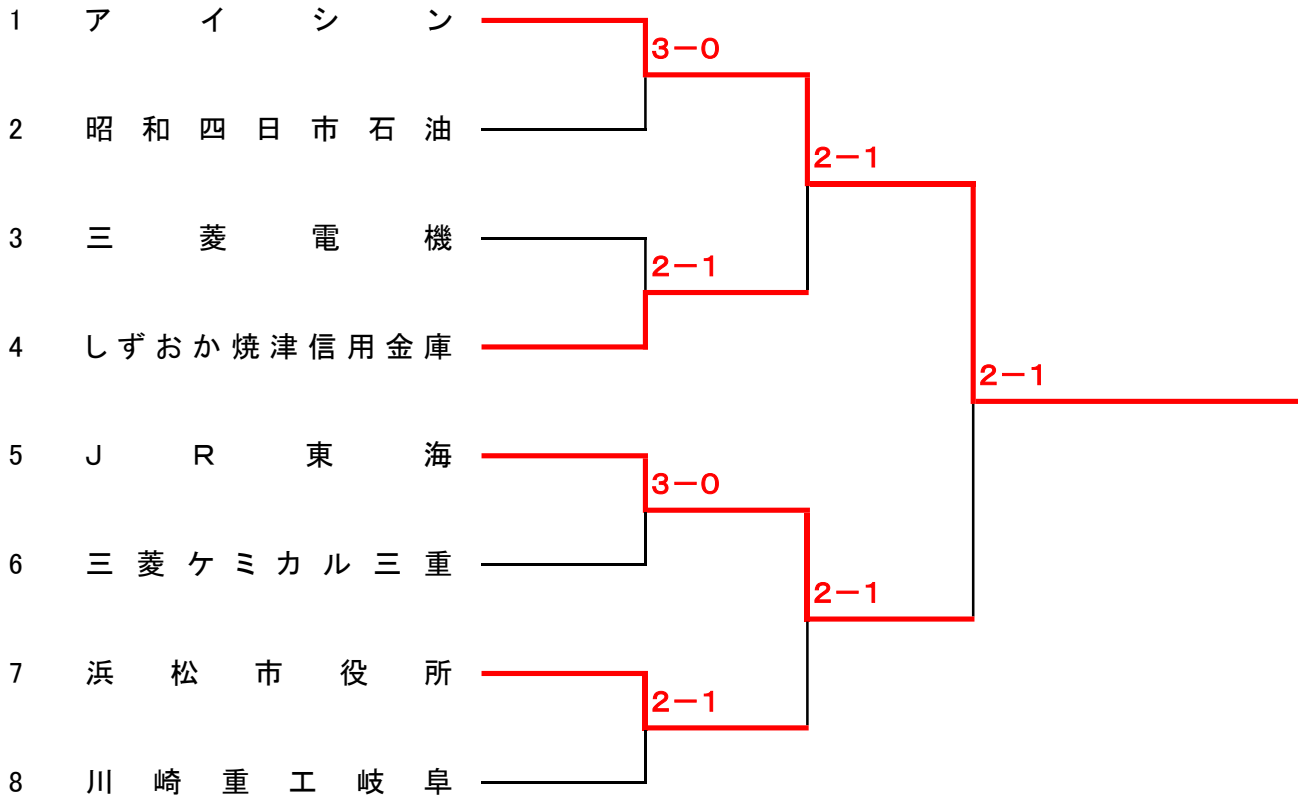 1 アイシン
3－0
2 昭和四日市石油
2－1
3 三菱電機
2－1
4 しずおか焼津信用金庫
2－1
5 ＪＲ東海
3－0
6 三菱ケミカル三重
2－1
7 浜松市役所
2－1
8 川崎重工岐阜